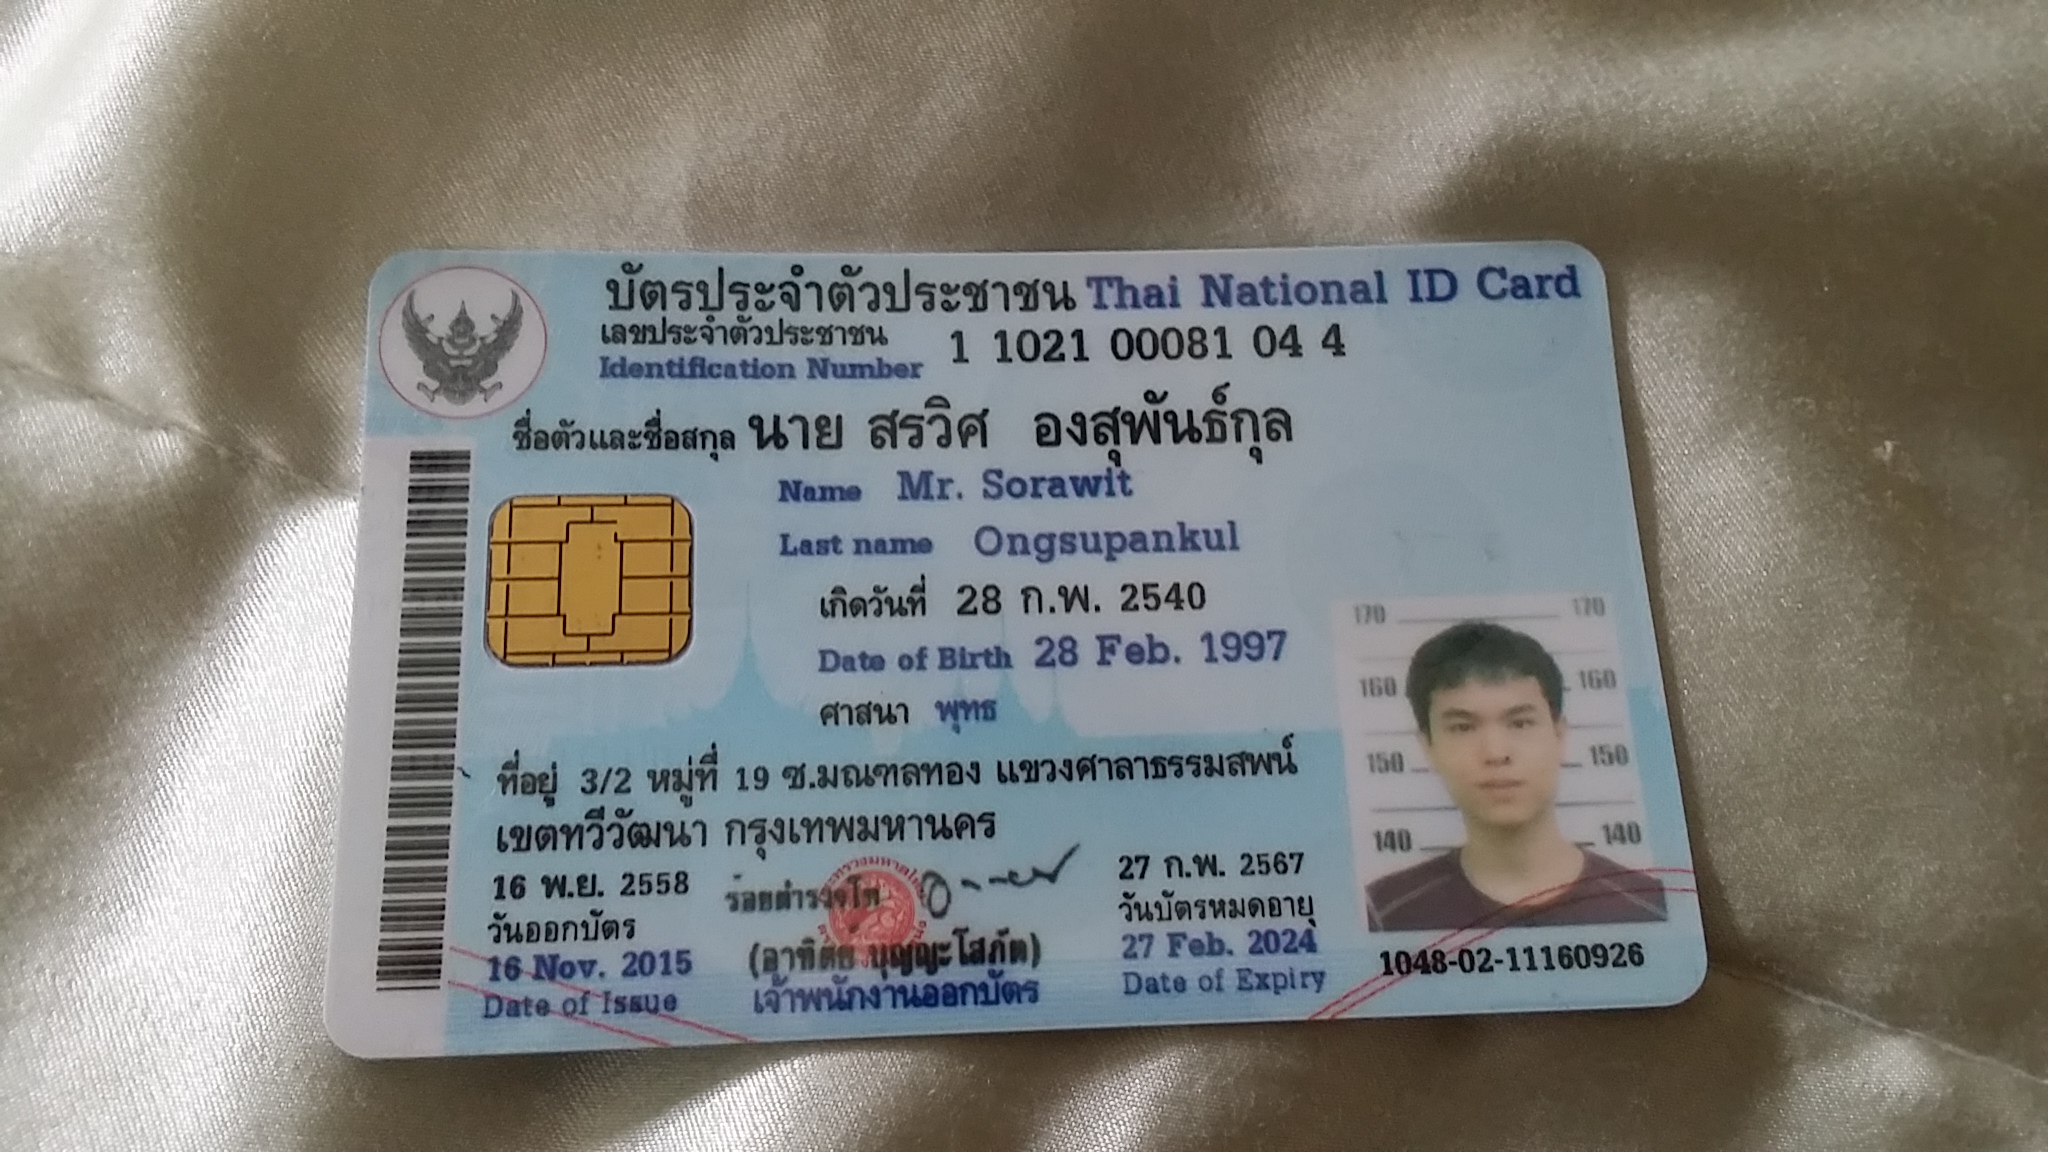 บัตรประจำตัวประชาชน Thai National ID Card
เลขประจำตัวประชาชน
Identification Number 1 1021 00081 04 4
ชื่อตัวและชื่อสกุล นาย สรวิศ องสุพันธ์กุล
Name Mr. Sorawit
Last name Ongsupankul
เกิดวันที่ 28 ก.พ. 2540
Date of Birth 28 Feb. 1997
ศาสนา พุทธ
ที่อยู่ 3/2 หมู่ที่ 19 ซ.มณฑลทอง แขวงศาลาธรรมสพน์
เขตทวีวัฒนา กรุงเทพมหานคร
16 พ.ย. 2558
วันออกบัตร
16 Nov. 2015
Date of Issue
ร้อยตำรวจโท
(อาทิตย์ บุญญะโสภัต)
เจ้าพนักงานออกบัตร
27 ก.พ. 2567
วันบัตรหมดอายุ
27 Feb. 2024
Date of Expiry
170 170
160 160
150 150
140 140
1048-02-11160926